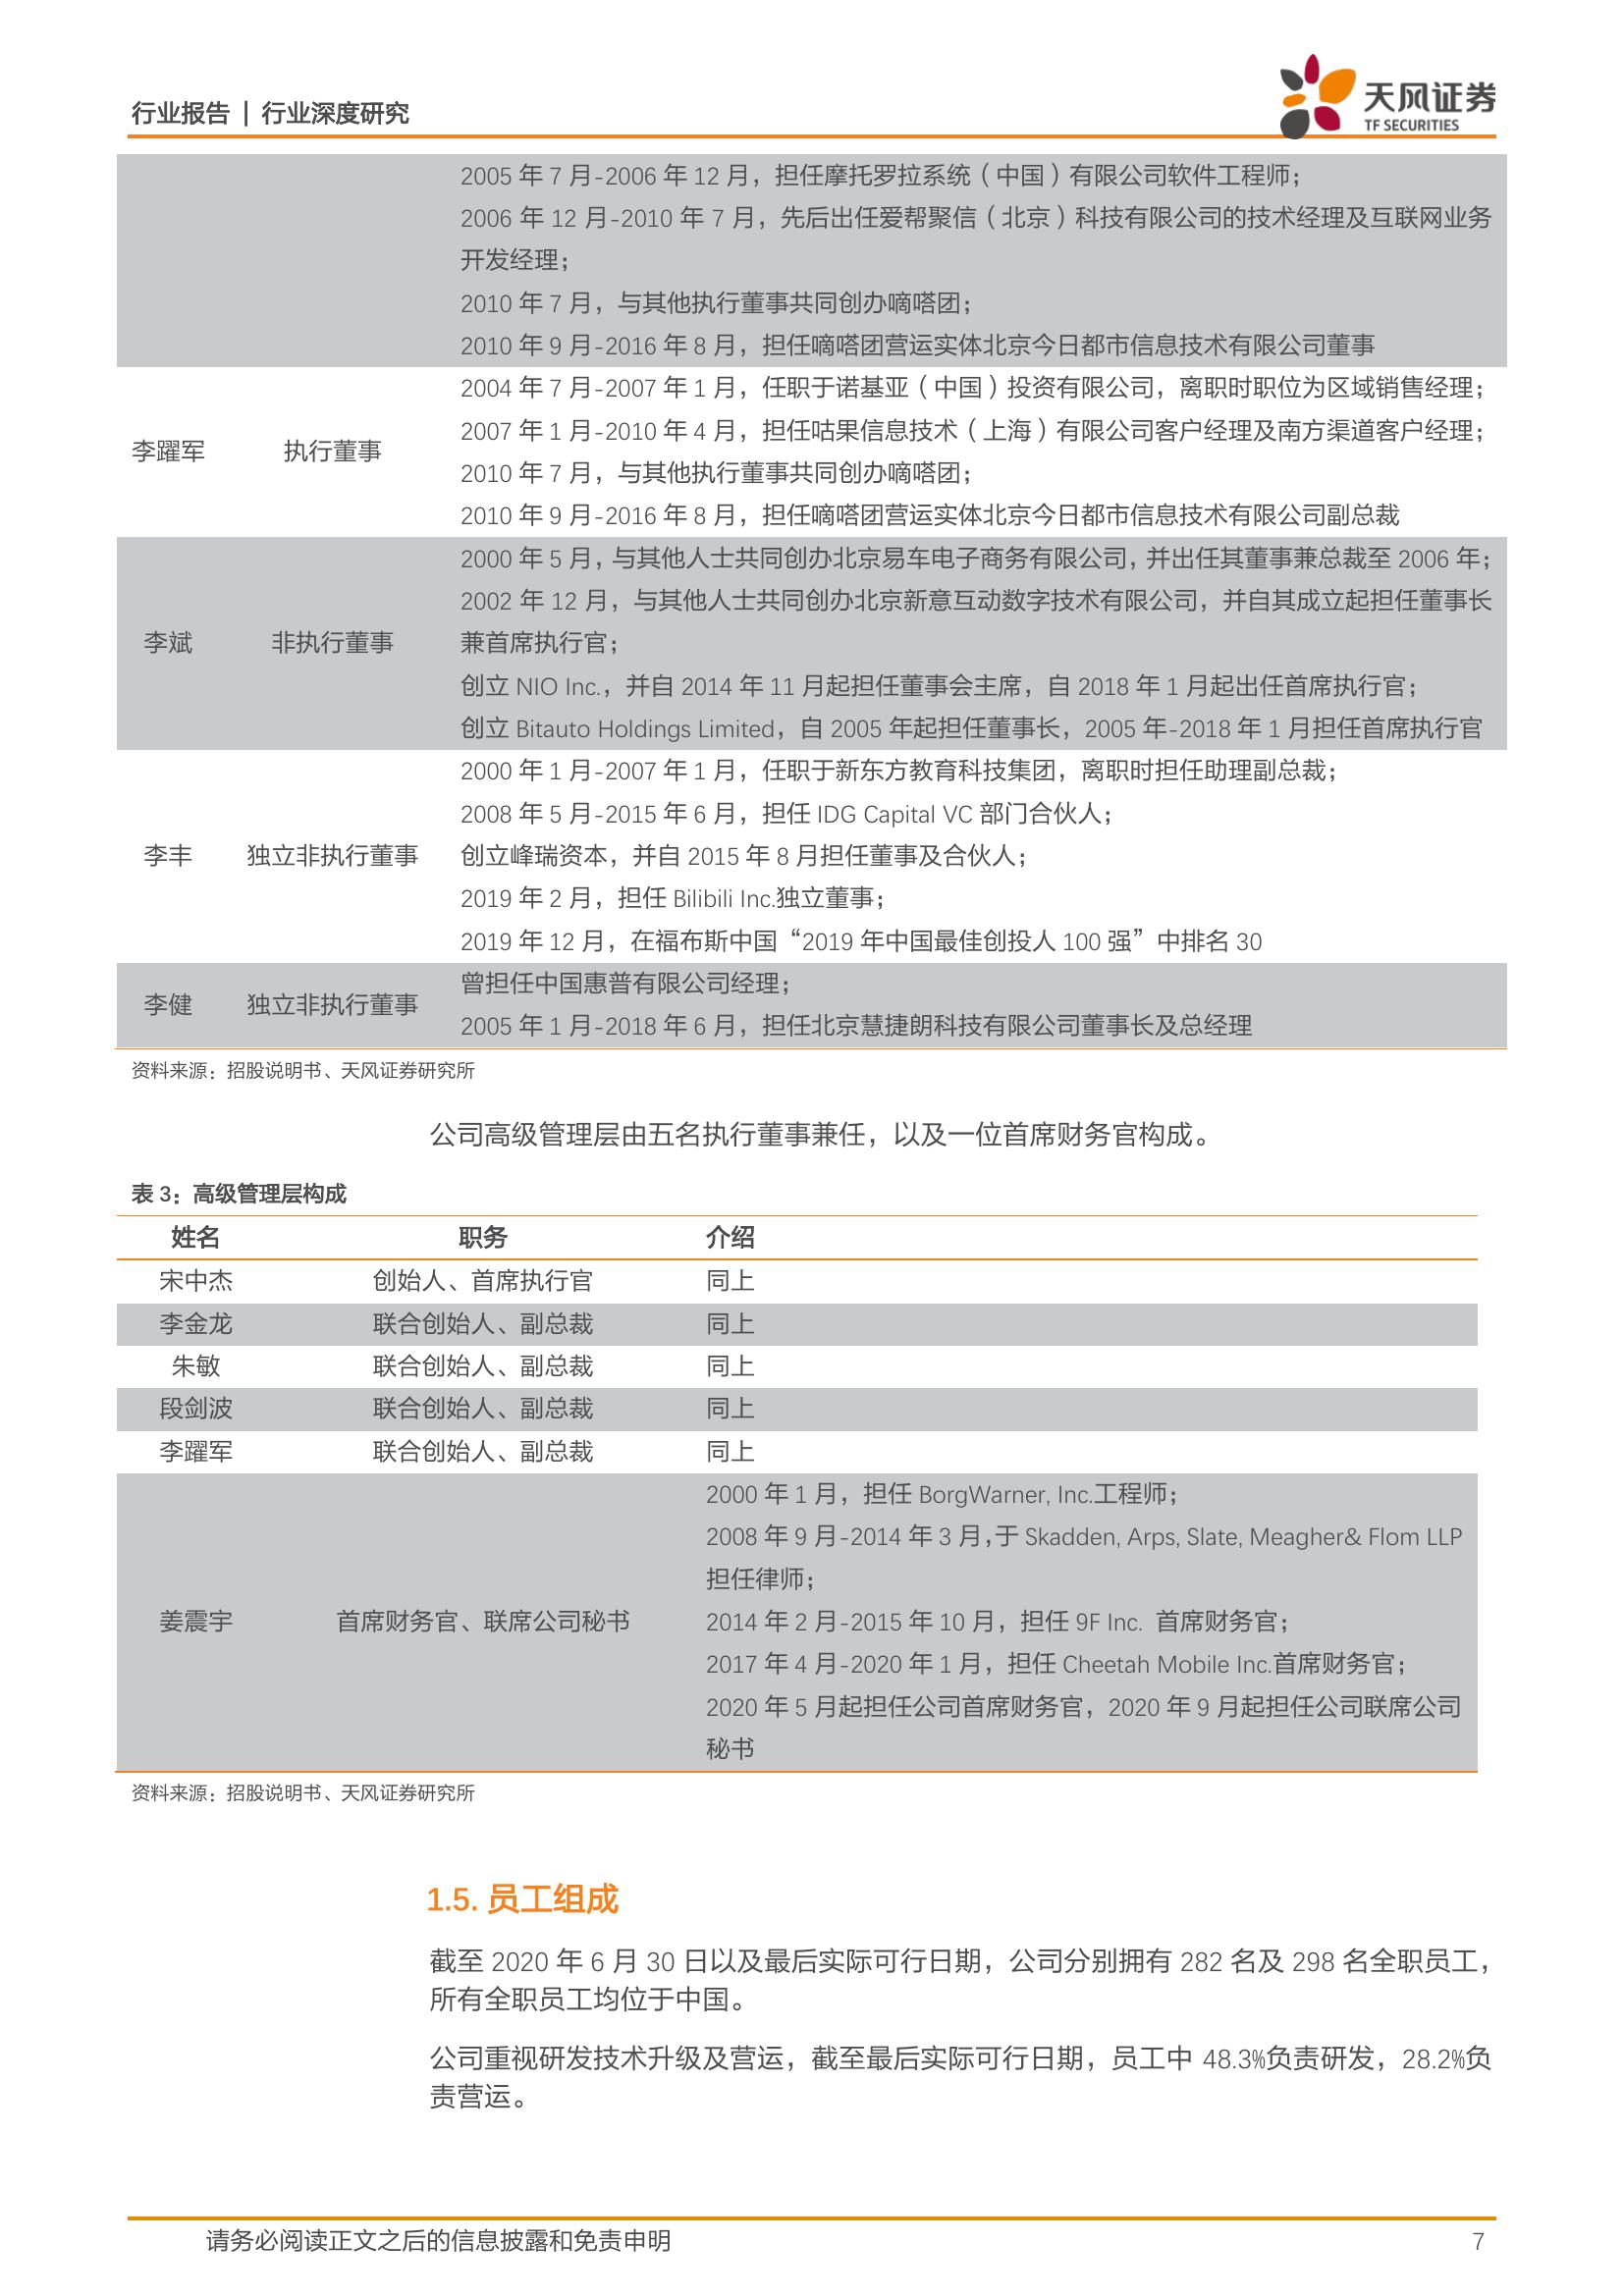 行业报告 | 行业深度研究
天风证券
TF SECURITIES
2005 年 7 月-2006 年 12 月，担任摩托罗拉系统（中国）有限公司软件工程师；
2006 年 12 月-2010 年 7 月，先后出任爱帮聚信（北京）科技有限公司的技术经理及互联网业务
开发经理；
2010 年 7 月，与其他执行董事共同创办嘀嗒团；
2010 年 9 月-2016 年 8 月，担任嘀嗒团营运实体北京今日都市信息技术有限公司董事
李躍军 执行董事
2004 年 7 月-2007 年 1 月，任职于诺基亚（中国）投资有限公司，离职时职位为区域销售经理；
2007 年 1 月-2010 年 4 月，担任咕果信息技术（上海）有限公司客户经理及南方渠道客户经理；
2010 年 7 月，与其他执行董事共同创办嘀嗒团；
2010 年 9 月-2016 年 8 月，担任嘀嗒团营运实体北京今日都市信息技术有限公司副总裁
李斌 非执行董事
2000 年 5 月，与其他人士共同创办北京易车电子商务有限公司，并出任其董事兼总裁至 2006 年；
2002 年 12 月，与其他人士共同创办北京新意互动数字技术有限公司，并自其成立起担任董事长
兼首席执行官；
创立 NIO Inc.，并自 2014 年 11 月起担任董事会主席，自 2018 年 1 月起出任首席执行官；
创立 Bitauto Holdings Limited，自 2005 年起担任董事长，2005 年-2018 年 1 月担任首席执行官
李丰 独立非执行董事
2000 年 1 月-2007 年 1 月，任职于新东方教育科技集团，离职时担任助理副总裁；
2008 年 5 月-2015 年 6 月，担任 IDG Capital VC 部门合伙人；
创立峰瑞资本，并自 2015 年 8 月担任董事及合伙人；
2019 年 2 月，担任 Bilibili Inc.独立董事；
2019 年 12 月，在福布斯中国“2019 年中国最佳创投人 100 强”中排名 30
李健 独立非执行董事
曾担任中国惠普有限公司经理；
2005 年 1 月-2018 年 6 月，担任北京慧捷朗科技有限公司董事长及总经理
资料来源：招股说明书、天风证券研究所
公司高级管理层由五名执行董事兼任，以及一位首席财务官构成。
表 3：高级管理层构成
姓名 职务 介绍
宋中杰 创始人、首席执行官 同上
李金龙 联合创始人、副总裁 同上
朱敏 联合创始人、副总裁 同上
段剑波 联合创始人、副总裁 同上
李躍军 联合创始人、副总裁 同上
姜震宇 首席财务官、联席公司秘书
2000 年 1 月，担任 BorgWarner, Inc.工程师；
2008 年 9 月-2014 年 3 月，于 Skadden, Arps, Slate, Meagher& Flom LLP
担任律师；
2014 年 2 月-2015 年 10 月，担任 9F Inc. 首席财务官；
2017 年 4 月-2020 年 1 月，担任 Cheetah Mobile Inc.首席财务官；
2020 年 5 月起担任公司首席财务官，2020 年 9 月起担任公司联席公司
秘书
资料来源：招股说明书、天风证券研究所
1.5. 员工组成
截至 2020 年 6 月 30 日以及最后实际可行日期，公司分别拥有 282 名及 298 名全职员工，
所有全职员工均位于中国。
公司重视研发技术升级及营运，截至最后实际可行日期，员工中 48.3%负责研发，28.2%负
责营运。
请务必阅读正文之后的信息披露和免责申明
7